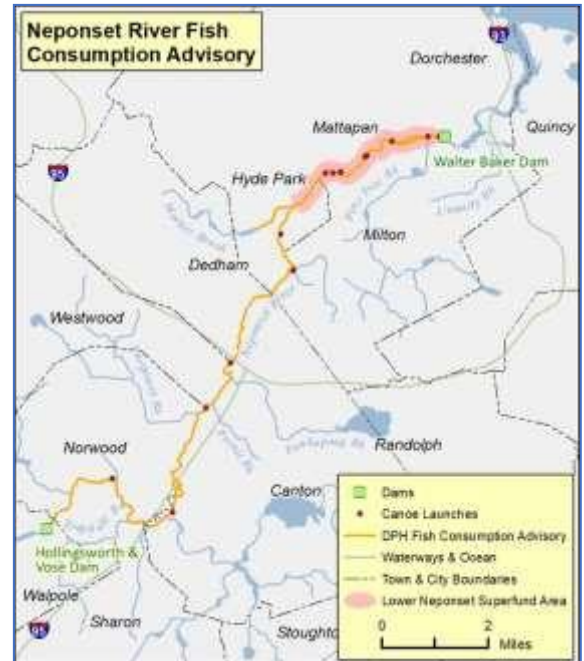 Neponset River Fish
Consumption Advisory
93
Dorchester
Mattapan
Quincy
Walter Baker Dam
95
Hyde Park
Milton
Dedham
Westwood
Norwood
Randolph
Canton
Hollingsworth &
Vose Dam
Walpole
Sharon
95
Stoughto
Dams
Canoe Launches
DPH Fish Consumption Advisory
Waterways & Ocean
Town & City Boundaries
Lower Neponset Superfund Area
0 2
Miles